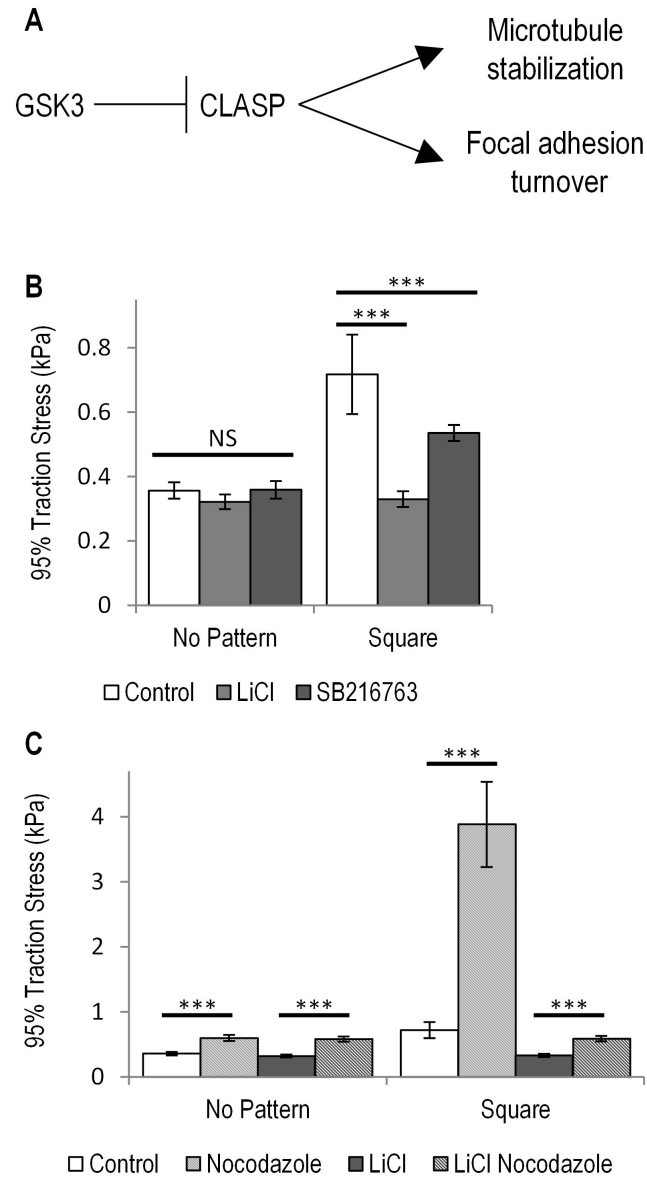 A
GSK3
CLASP
Microtubule
stabilization
Focal adhesion
turnover
B
95% Traction Stress (kPa)
0.8
0.6
0.4
0.2
0
NS
***
***
No Pattern
Square
Control
LiCl
SB216763
C
95% Traction Stress (kPa)
4
3
2
1
0
***
***
***
***
No Pattern
Square
Control
Nocodazole
LiCl
LiCl Nocodazole